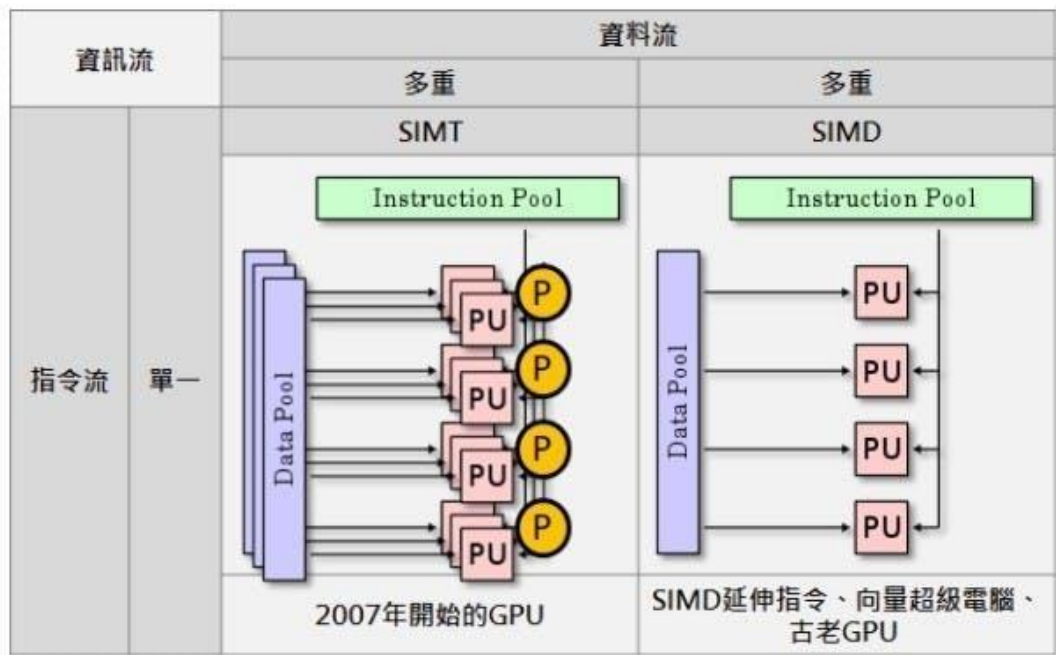 資訊流
資料流
多重
多重
SIMT
SIMD
指令流
單一
Instruction Pool
Data Pool
PU
P
PU
P
PU
P
PU
P
Instruction Pool
Data Pool
PU
PU
PU
PU
2007年開始的GPU
SIMD延伸指令、向量超級電腦、
古老GPU